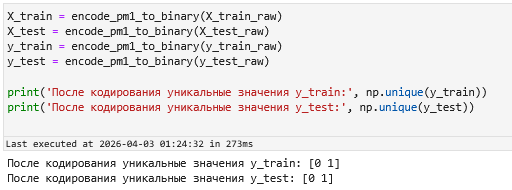 X_train = encode_pm1_to_binary(X_train_raw)
X_test = encode_pm1_to_binary(X_test_raw)
y_train = encode_pm1_to_binary(y_train_raw)
y_test = encode_pm1_to_binary(y_test_raw)
print('После кодирования уникальные значения y_train:', np.unique(y_train))
print('После кодирования уникальные значения y_test:', np.unique(y_test))
Last executed at 2026-04-03 01:24:32 in 273ms
После кодирования уникальные значения y_train: [0 1]
После кодирования уникальные значения y_test: [0 1]